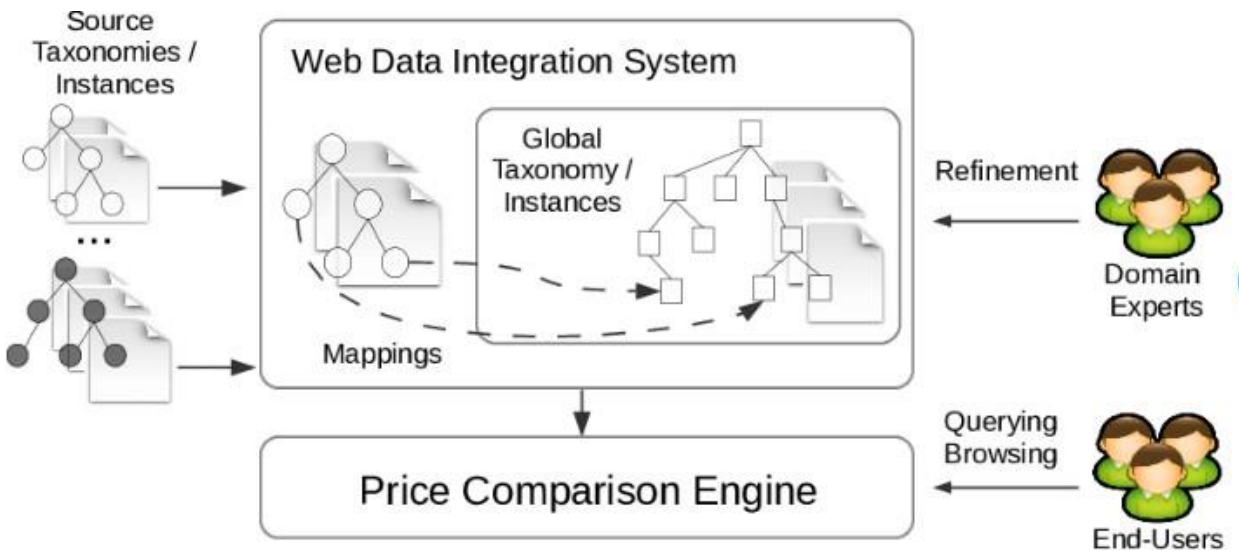 Source
Taxonomies /
Instances
...
Web Data Integration System
Global
Taxonomy /
Instances
Mappings
Refinement
Domain
Experts
Price Comparison Engine
Querying
Browsing
End-Users